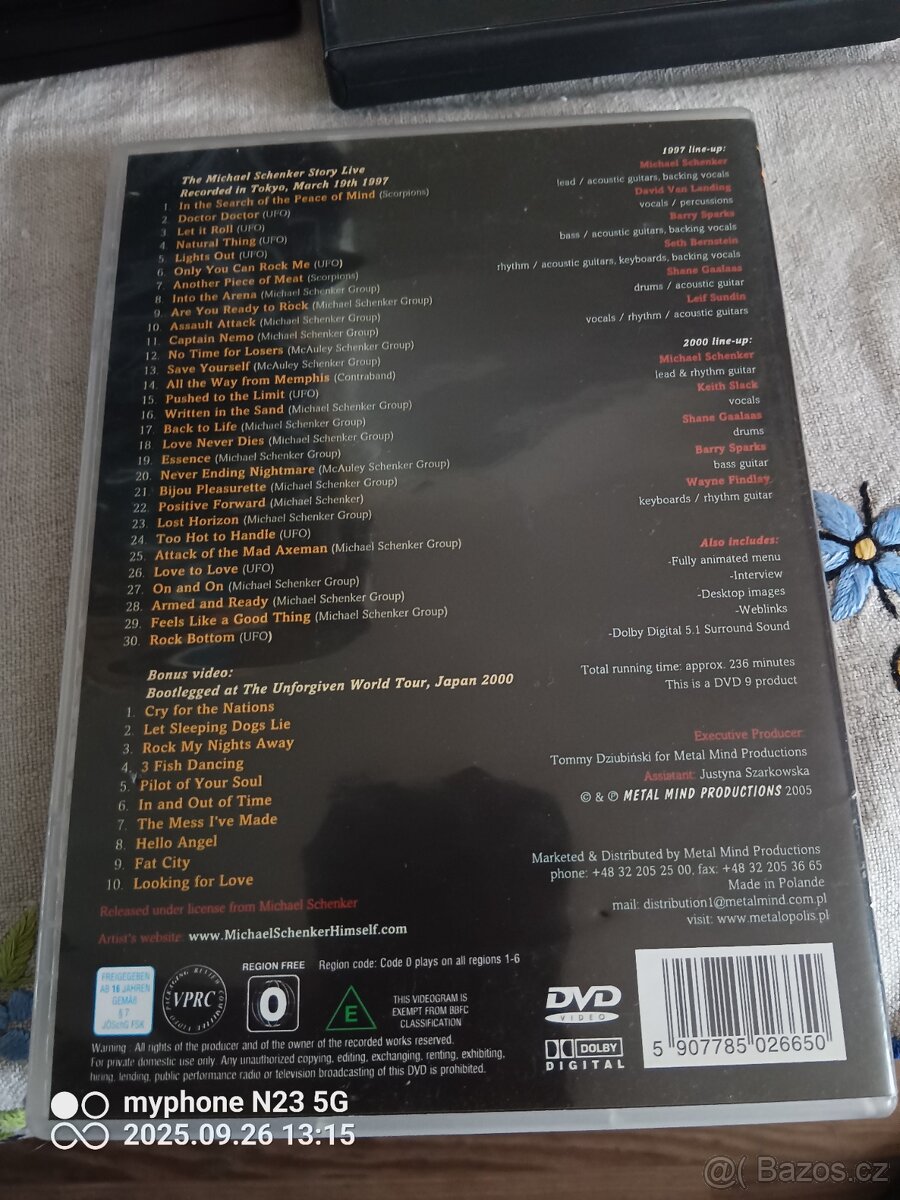 The Michael Schenker Story Live
Recorded in Tokyo, March 19th 1997
1. In the Search of the Peace of Mind (Scorpions)
2. Doctor Doctor (UFO)
3. Let it Roll (UFO)
4. Natural Thing (UFO)
5. Lights Out (UFO)
6. Only You Can Rock Me (UFO)
7. Another Piece of Meat (Scorpions)
8. Into the Arena (Michael Schenker Group)
9. Are You Ready to Rock (Michael Schenker Group)
10. Assault Attack (Michael Schenker Group)
11. Captain Nemo (Michael Schenker Group)
12. No Time for Losers (McAuley Schenker Group)
13. Save Yourself (McAuley Schenker Group)
14. All the Way from Memphis (Contraband)
15. Pushed to the Limit (UFO)
16. Written in the Sand (Michael Schenker Group)
17. Back to Life (Michael Schenker Group)
18. Love Never Dies (Michael Schenker Group)
19. Essence (Michael Schenker Group)
20. Never Ending Nightmare (McAuley Schenker Group)
21. Bijou Pleasurette (Michael Schenker Group)
22. Positive Forward (Michael Schenker)
23. Lost Horizon (Michael Schenker Group)
24. Too Hot to Handle (UFO)
25. Attack of the Mad Axeman (Michael Schenker Group)
26. Love to Love (UFO)
27. On and On (Michael Schenker Group)
28. Armed and Ready (Michael Schenker Group)
29. Feels Like a Good Thing (Michael Schenker Group)
30. Rock Bottom (UFO)
Bonus video:
Bootlegged at The Unforgiven World Tour, Japan 2000
1. Cry for the Nations
2. Let Sleeping Dogs Lie
3. Rock My Nights Away
4. 3 Fish Dancing
5. Pilot of Your Soul
6. In and Out of Time
7. The Mess I've Made
8. Hello Angel
9. Fat City
10. Looking for Love
Released under license from Michael Schenker
Artist's website: www.MichaelSchenkerHimself.com
1997 line-up:
Michael Schenker
lead / acoustic guitars, backing vocals
David Van Landing
vocals / percussions
Barry Sparks
bass / acoustic guitars, backing vocals
Seth Bernstein
rhythm / acoustic guitars, keyboards, backing vocals
Shane Gaalaas
drums / acoustic guitar
Leif Sundin
vocals / rhythm / acoustic guitars
2000 line-up:
Michael Schenker
lead & rhythm guitar
Keith Slack
vocals
Shane Gaalaas
drums
Barry Sparks
bass guitar
Wayne Findlay
keyboards / rhythm guitar
Also includes:
-Fully animated menu
-Interview
-Desktop images
-Weblinks
-Dolby Digital 5.1 Surround Sound
Total running time: approx. 236 minutes
This is a DVD 9 product
Executive Producer:
Tommy Dziubiński for Metal Mind Productions
Assiatant: Justyna Szarkowska
© & ℗ METAL MIND PRODUCTIONS 2005
Marketed & Distributed by Metal Mind Productions
phone: +48 32 205 25 00, fax: +48 32 205 36 65
Made in Polande
mail: distribution1@metalmind.com.pl
visit: www.metalopolis.pl
FREIGEGEBEN
AB 16 JAHREN
GEMÄß
§ 7
JÖSchG FSK
VIDEO PACKAGING REVIEW COMMITTEE
VPRC
REGION FREE
0
Region code: Code 0 plays on all regions 1-6
E
THIS VIDEOGRAM IS
EXEMPT FROM BBFC
CLASSIFICATION
DVD
VIDEO
DOLBY
DIGITAL
5 907785 026650
Warning : All rights of the producer and of the owner of the recorded works reserved.
For private domestic use only. Any unauthorized copying, editing, exchanging, renting, exhibiting,
hiring, lending, public performance radio or television broadcasting of this DVD is prohibited.
myphone N23 5G
2025.09.26 13:15
@( Bazos.cz